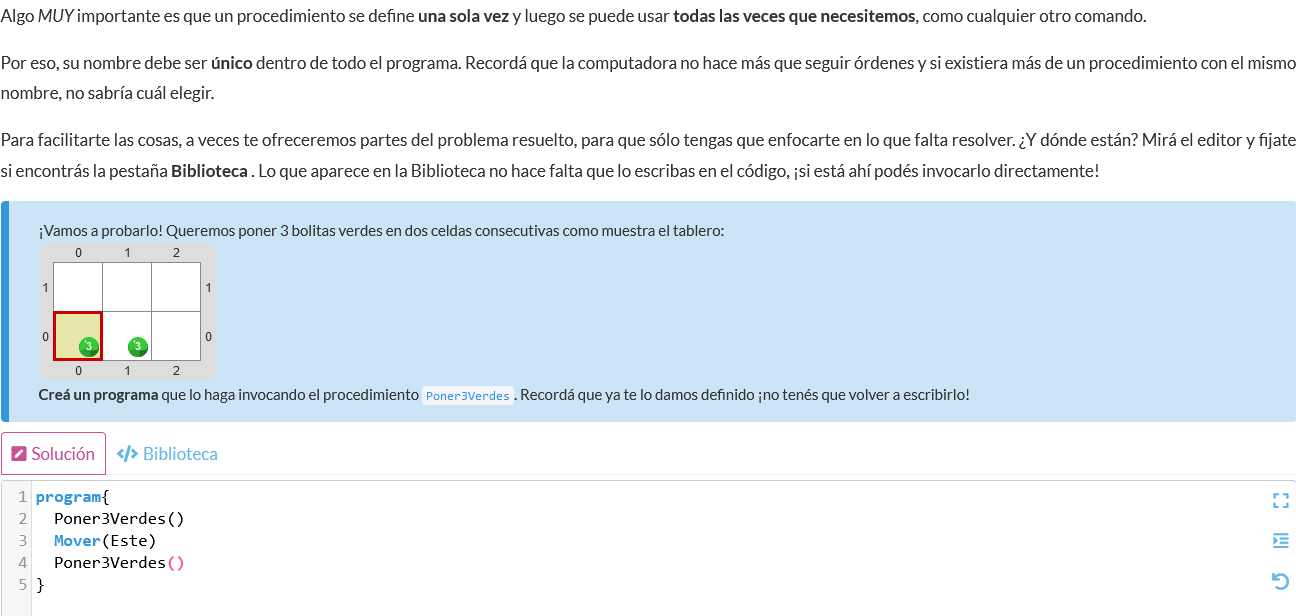 Algo MUY importante es que un procedimiento se define una sola vez y luego se puede usar todas las veces que necesitemos, como cualquier otro comando.
Por eso, su nombre debe ser único dentro de todo el programa. Recordá que la computadora no hace más que seguir órdenes y si existiera más de un procedimiento con el mismo
nombre, no sabría cuál elegir.
Para facilitarte las cosas, a veces te ofreceremos partes del problema resuelto, para que sólo tengas que enfocarte en lo que falta resolver. ¿Y dónde están? Mirá el editor y fijate
si encontrás la pestaña Biblioteca . Lo que aparece en la Biblioteca no hace falta que lo escribas en el código, ¡si está ahí podés invocarlo directamente!
¡Vamos a probarlo! Queremos poner 3 bolitas verdes en dos celdas consecutivas como muestra el tablero:
0 1 2
1 1
0 3 3 0
0 1 2
Creá un programa que lo haga invocando el procedimiento Poner3Verdes . Recordá que ya te lo damos definido ¡no tenés que volver a escribirlo!
Solución </> Biblioteca
1 program{
2 Poner3Verdes()
3 Mover(Este)
4 Poner3Verdes()
5 }